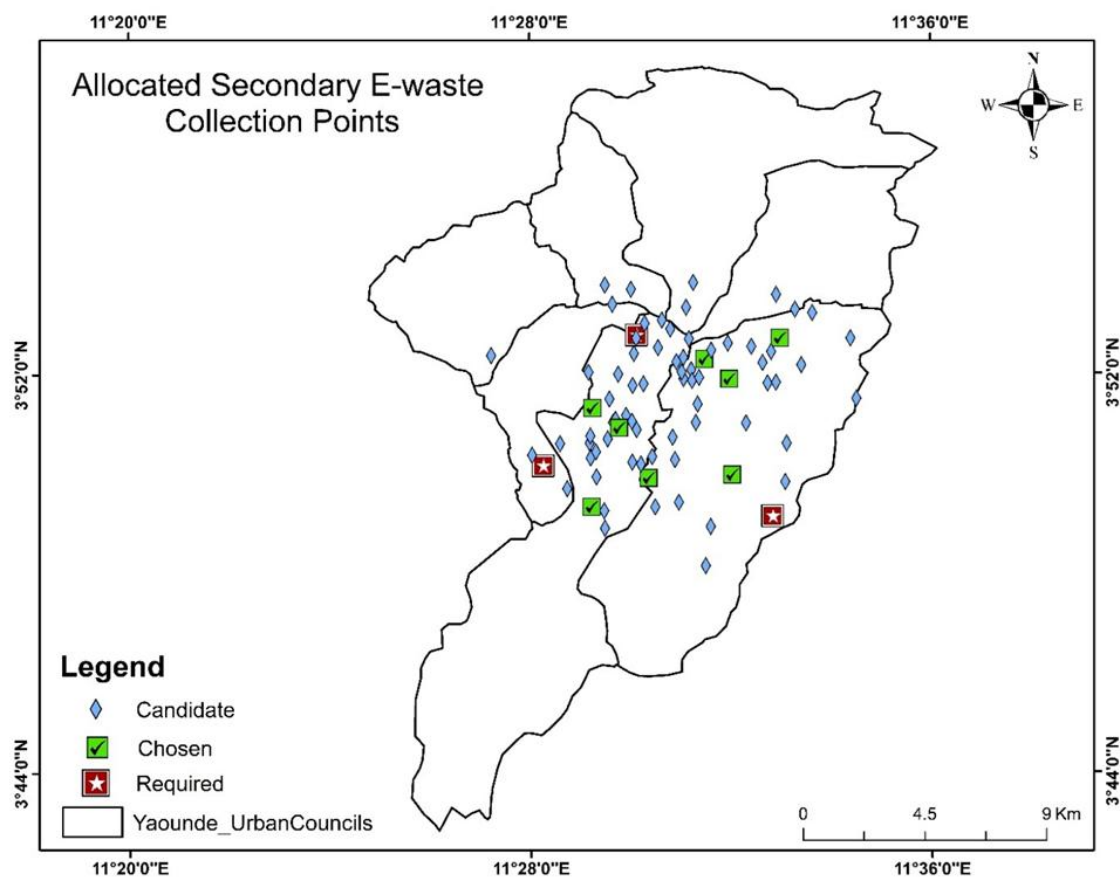 11°20'0"E 11°28'0"E 11°36'0"E
Allocated Secondary E-waste
Collection Points
N
W E
S
3°52'0"N 3°52'0"N
Legend
Candidate
Chosen
Required
Yaounde_UrbanCouncils
3°44'0"N 3°44'0"N
0 4.5 9 Km
11°20'0"E 11°28'0"E 11°36'0"E